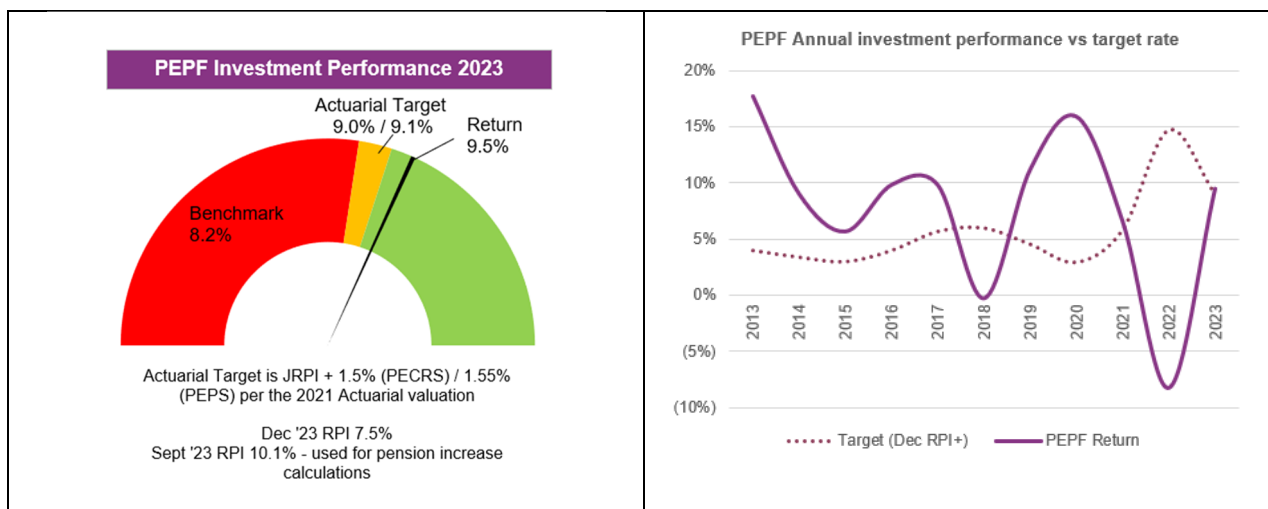 PEPF Investment Performance 2023
Actuarial Target
9.0% / 9.1%
Return
9.5%
Benchmark
8.2%
Actuarial Target is JRPI + 1.5% (PECRS) / 1.55%
(PEPS) per the 2021 Actuarial valuation
Dec '23 RPI 7.5%
Sept '23 RPI 10.1% - used for pension increase
calculations
PEPF Annual investment performance vs target rate
20%
15%
10%
5%
0%
(5%)
(10%)
2013
2014
2015
2016
2017
2018
2019
2020
2021
2022
2023
Target (Dec RPI+)
PEPF Return